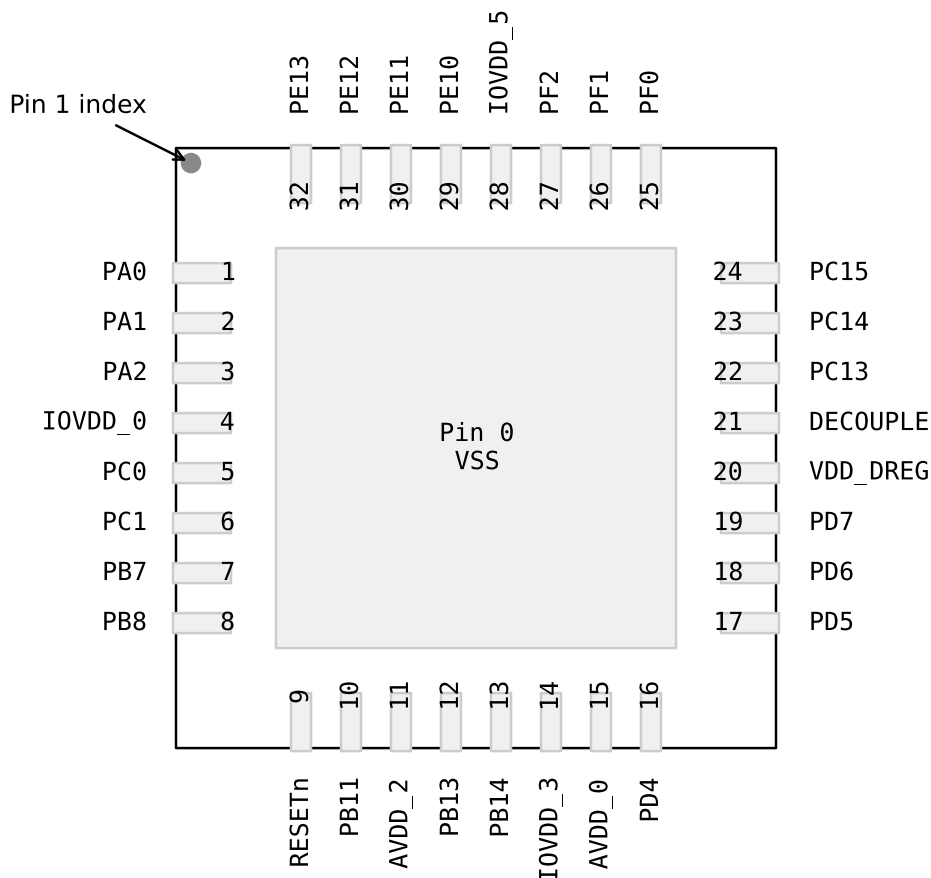 PE13
PE12
PE11
PE10
IOVDD_5
PF2
PF1
PF0
Pin 1 index
32
31
30
29
28
27
26
25
PA0 1
PA1 2
PA2 3
IOVDD_0 4
PC0 5
PC1 6
PB7 7
PB8 8
Pin 0
VSS
24 PC15
23 PC14
22 PC13
21 DECOUPLE
20 VDD_DREG
19 PD7
18 PD6
17 PD5
9
10
11
12
13
14
15
16
RESETn
PB11
AVDD_2
PB13
PB14
IOVDD_3
AVDD_0
PD4